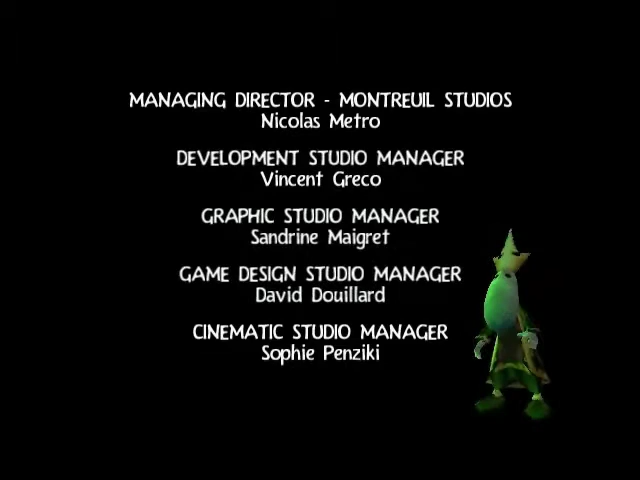 MANAGING DIRECTOR - MONTREUIL STUDIOS
Nicolas Metro
DEVELOPMENT STUDIO MANAGER
Vincent Greco
GRAPHIC STUDIO MANAGER
Sandrine Maigret
GAME DESIGN STUDIO MANAGER
David Douillard
CINEMATIC STUDIO MANAGER
Sophie Penziki